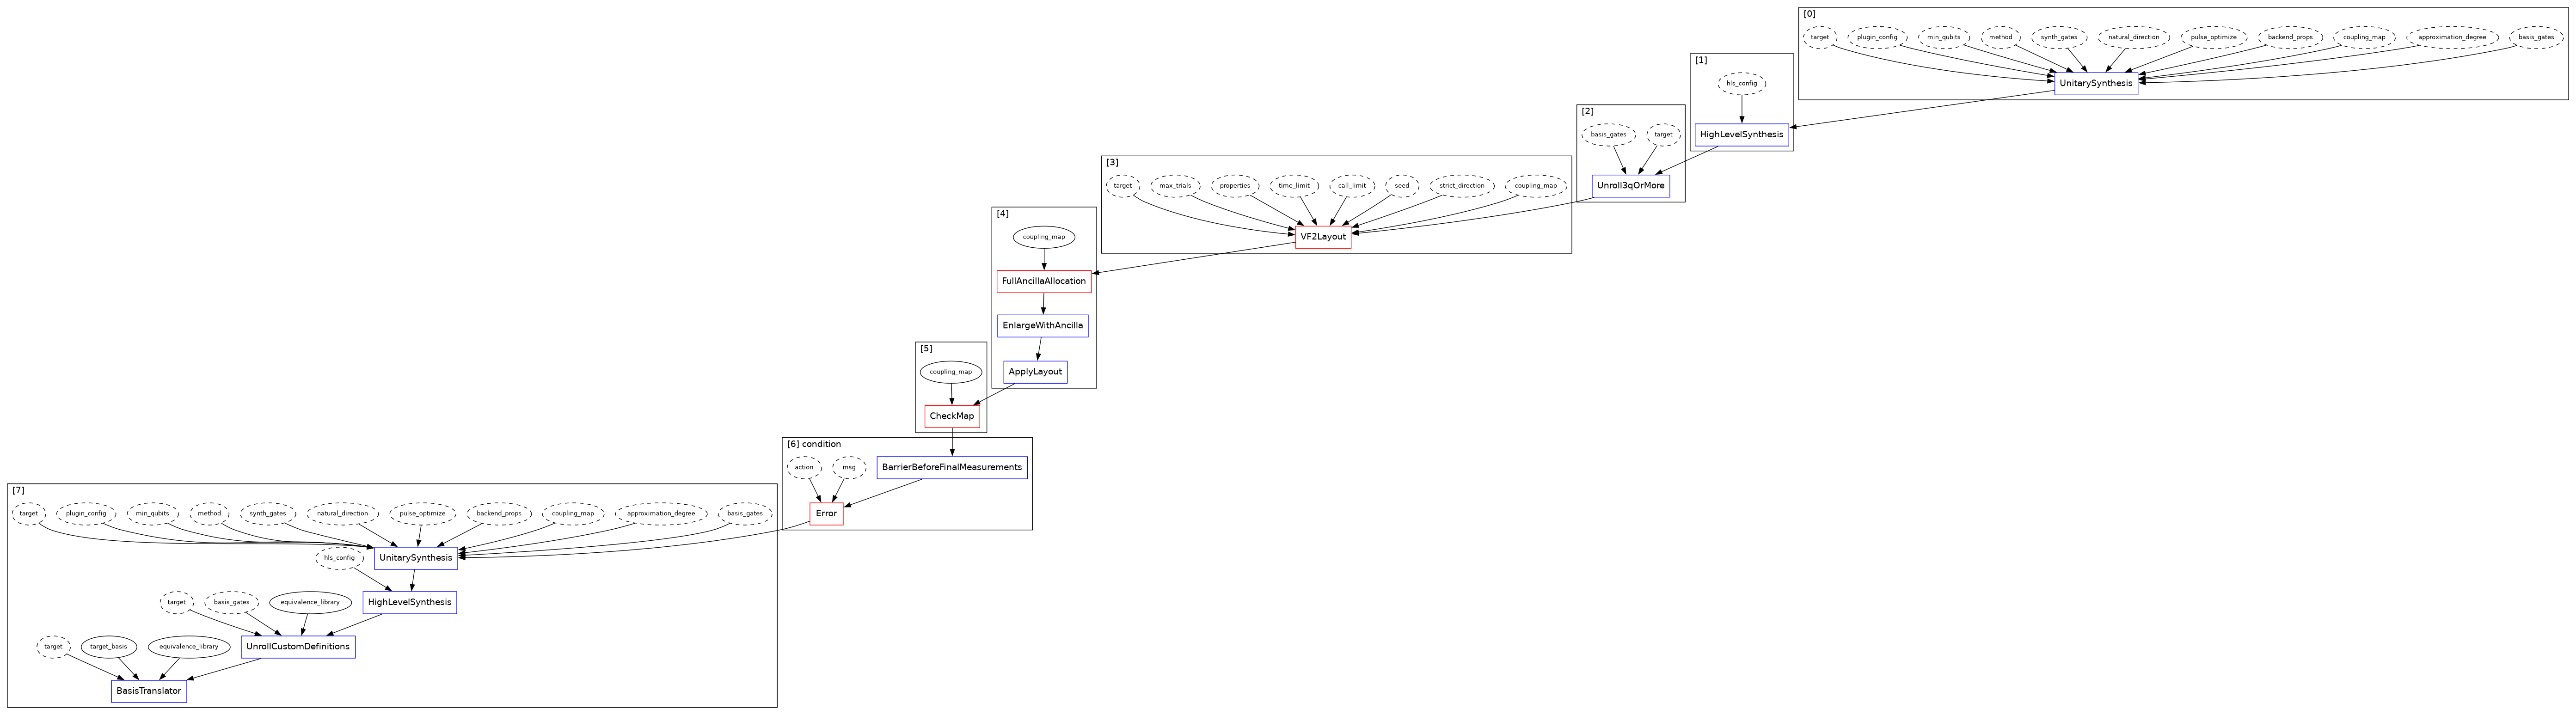 [0]
target plugin_config min_qubits method synth_gates natural_direction pulse_optimize backend_props coupling_map approximation_degree basis_gates
UnitarySynthesis
[1]
hls_config
HighLevelSynthesis
[2]
basis_gates target
Unroll3qOrMore
[3]
target max_trials properties time_limit call_limit seed strict_direction coupling_map
VF2Layout
[4]
coupling_map
FullAncillaAllocation
EnlargeWithAncilla
ApplyLayout
[5]
coupling_map
CheckMap
[6] condition
action msg BarrierBeforeFinalMeasurements
Error
[7]
target plugin_config min_qubits method synth_gates natural_direction pulse_optimize backend_props coupling_map approximation_degree basis_gates
hls_config UnitarySynthesis
target basis_gates equivalence_library HighLevelSynthesis
target target_basis equivalence_library UnrollCustomDefinitions
BasisTranslator